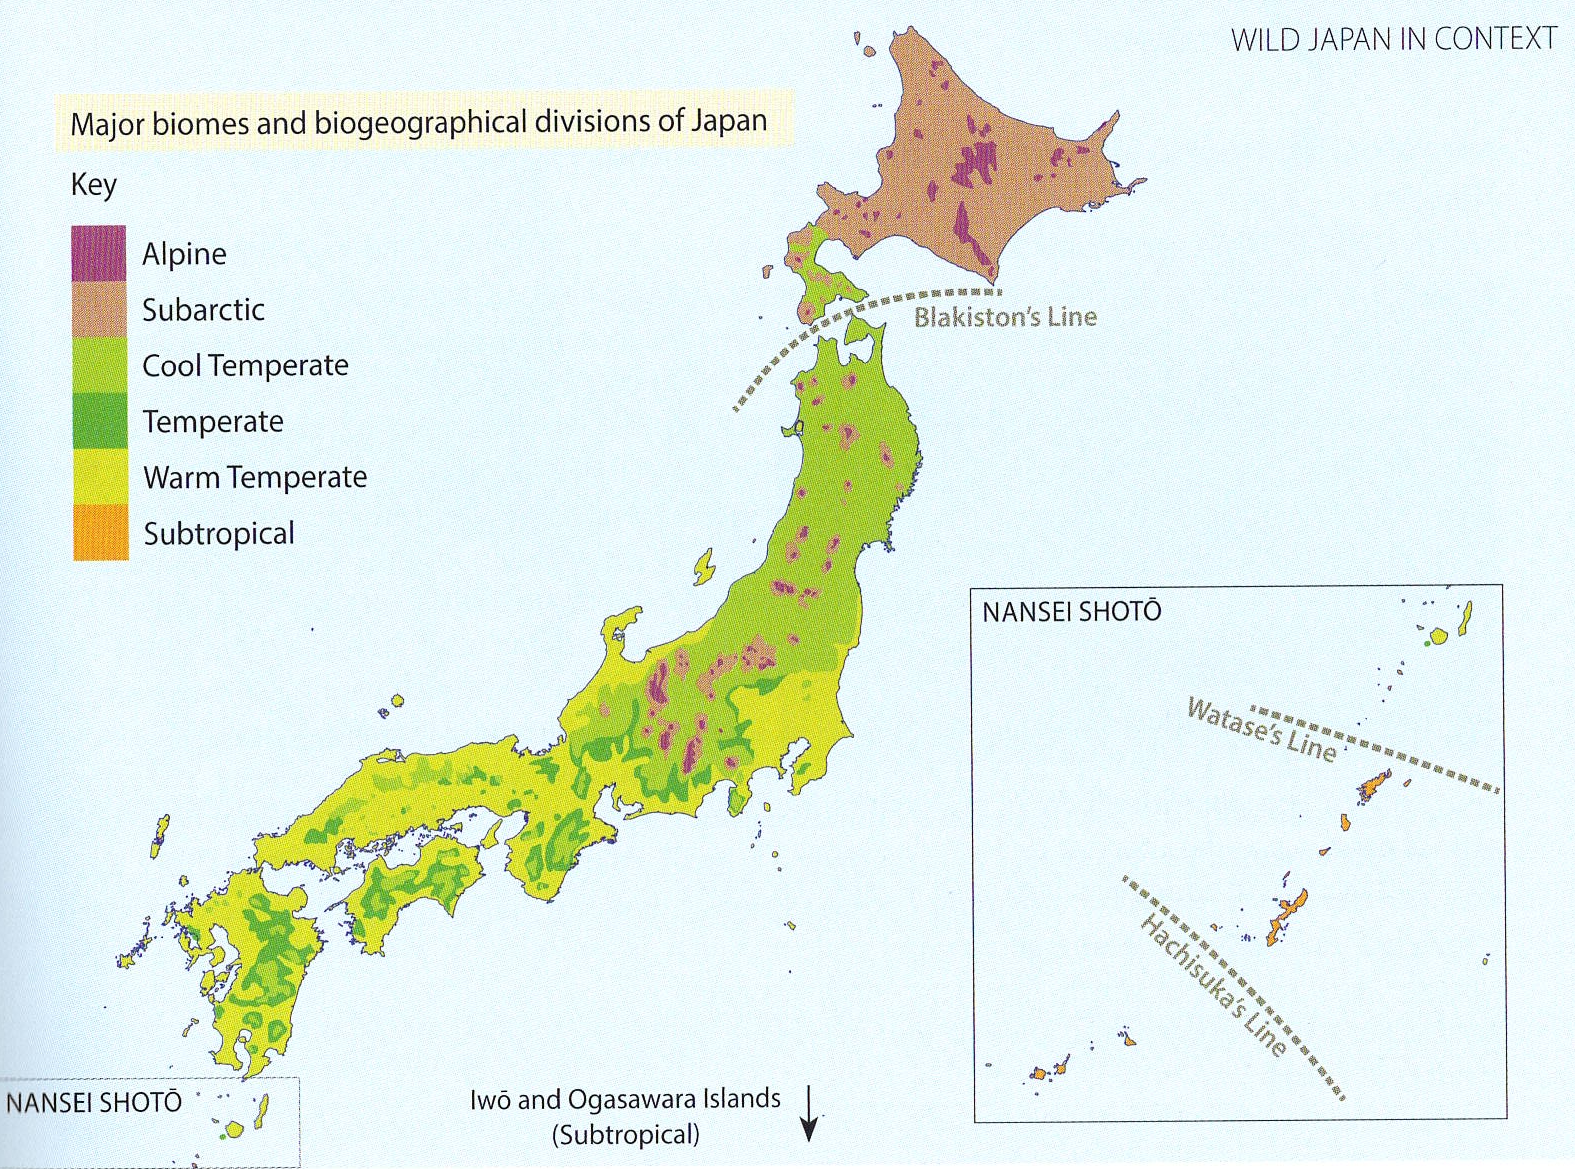 WILD JAPAN IN CONTEXT
Major biomes and biogeographical divisions of Japan
Key
Alpine
Subarctic
Cool Temperate
Temperate
Warm Temperate
Subtropical
Blakiston's Line
NANSEI SHOTŌ
Watase's Line
Hachisuka's Line
NANSEI SHOTŌ
Iwō and Ogasawara Islands
(Subtropical)